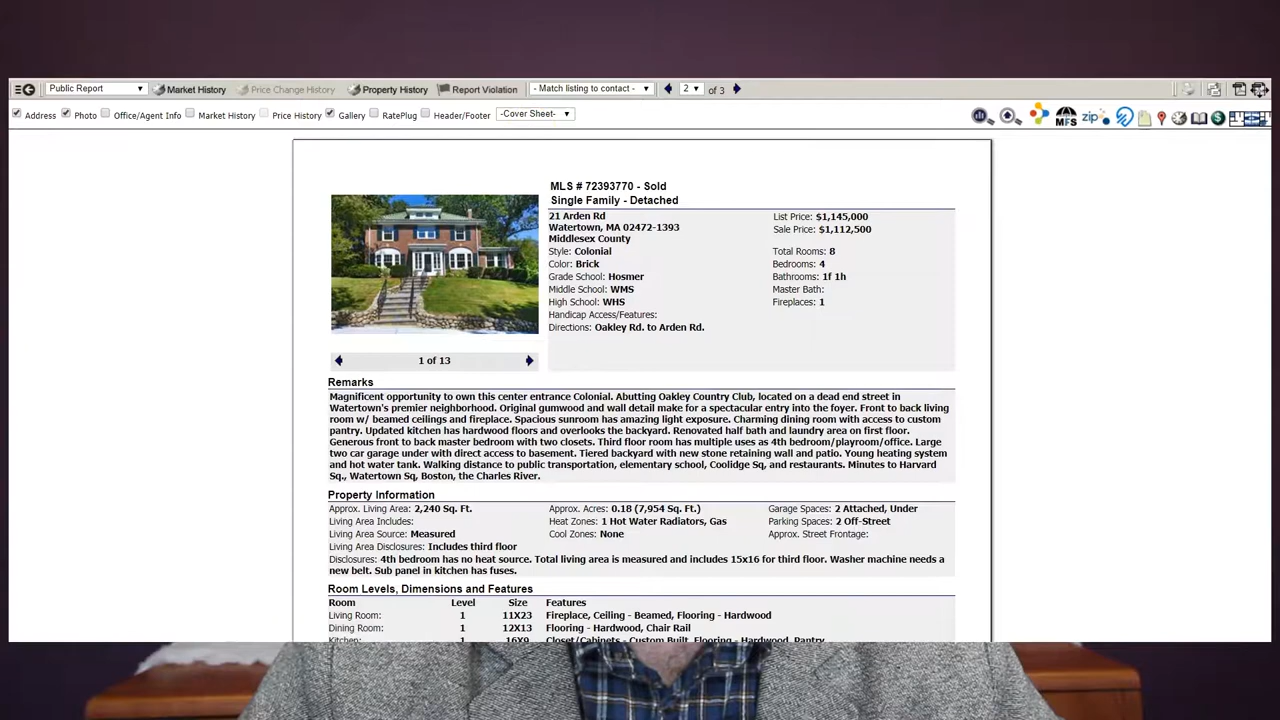 Public Report
Market History
Price Change History
Property History
Report Violation
- Match listing to contact -
2
of 3
Address
Photo
Office/Agent Info
Market History
Price History
Gallery
RatePlug
Header/Footer
-Cover Sheet-
MFS
zip
MLS # 72393770 - Sold
Single Family - Detached
21 Arden Rd
Watertown, MA 02472-1393
Middlesex County
Style: Colonial
Color: Brick
Grade School: Hosmer
Middle School: WMS
High School: WHS
Handicap Access/Features:
Directions: Oakley Rd. to Arden Rd.
List Price: $1,145,000
Sale Price: $1,112,500
Total Rooms: 8
Bedrooms: 4
Bathrooms: 1f 1h
Master Bath:
Fireplaces: 1
1 of 13
Remarks
Magnificent opportunity to own this center entrance Colonial. Abutting Oakley Country Club, located on a dead end street in
Watertown's premier neighborhood. Original gumwood and wall detail make for a spectacular entry into the foyer. Front to back living
room w/ beamed ceilings and fireplace. Spacious sunroom has amazing light exposure. Charming dining room with access to custom
pantry. Updated kitchen has hardwood floors and overlooks the backyard. Renovated half bath and laundry area on first floor.
Generous front to back master bedroom with two closets. Third floor room has multiple uses as 4th bedroom/playroom/office. Large
two car garage under with direct access to basement. Tiered backyard with new stone retaining wall and patio. Young heating system
and hot water tank. Walking distance to public transportation, elementary school, Coolidge Sq, and restaurants. Minutes to Harvard
Sq., Watertown Sq, Boston, the Charles River.
Property Information
Approx. Living Area: 2,240 Sq. Ft.
Approx. Acres: 0.18 (7,954 Sq. Ft.)
Garage Spaces: 2 Attached, Under
Living Area Includes:
Heat Zones: 1 Hot Water Radiators, Gas
Parking Spaces: 2 Off-Street
Living Area Source: Measured
Cool Zones: None
Approx. Street Frontage:
Living Area Disclosures: Includes third floor
Disclosures: 4th bedroom has no heat source. Total living area is measured and includes 15x16 for third floor. Washer machine needs a
new belt. Sub panel in kitchen has fuses.
Room Levels, Dimensions and Features
Room Level Size Features
Living Room: 1 11X23 Fireplace, Ceiling - Beamed, Flooring - Hardwood
Dining Room: 1 12X13 Flooring - Hardwood, Chair Rail
Kitchen: 1 16X9 Closet/Cabinets - Custom Built, Flooring - Hardwood, Pantry